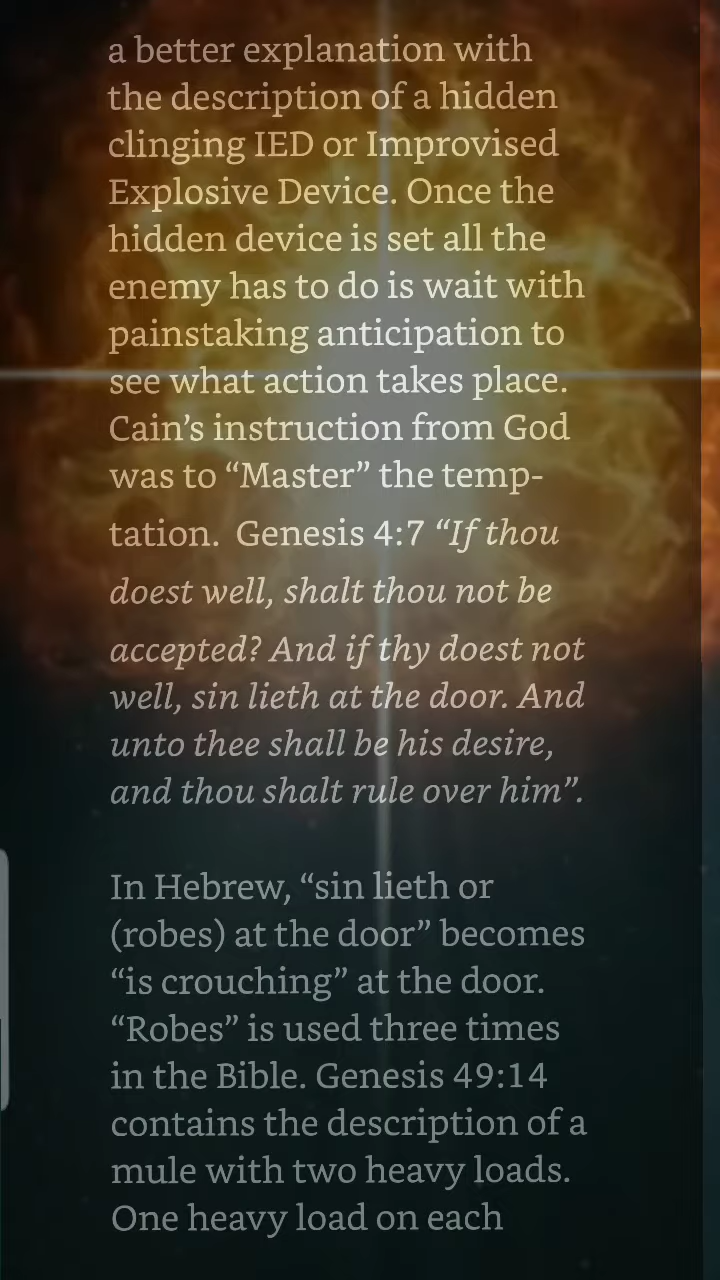 a better explanation with
the description of a hidden
clinging IED or Improvised
Explosive Device. Once the
hidden device is set all the
enemy has to do is wait with
painstaking anticipation to
see what action takes place.
Cain’s instruction from God
was to “Master” the temp-
tation.  Genesis 4:7 “If thou
doest well, shalt thou not be
accepted? And if thy doest not
well, sin lieth at the door. And
unto thee shall be his desire,
and thou shalt rule over him”.
In Hebrew, “sin lieth or
(robes) at the door” becomes
“is crouching” at the door.
“Robes” is used three times
in the Bible. Genesis 49:14
contains the description of a
mule with two heavy loads.
One heavy load on each